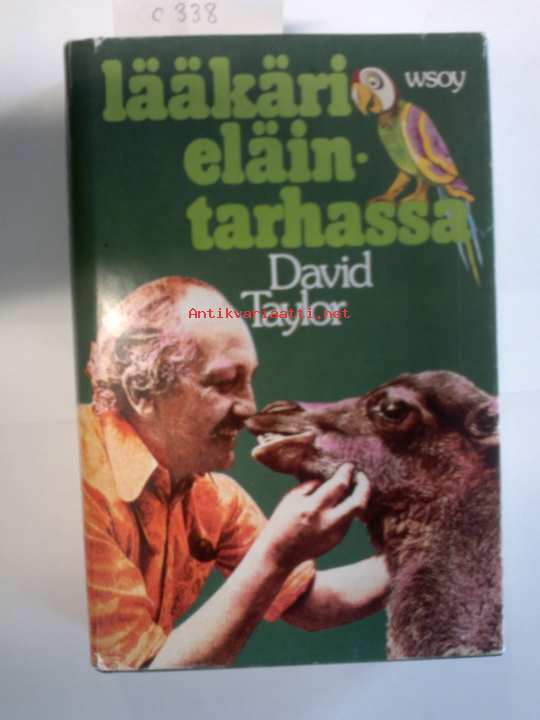 c 338
lääkäri
wsoy
eläin-
tarhassa
David
Taylor
Antikvariaatti.net